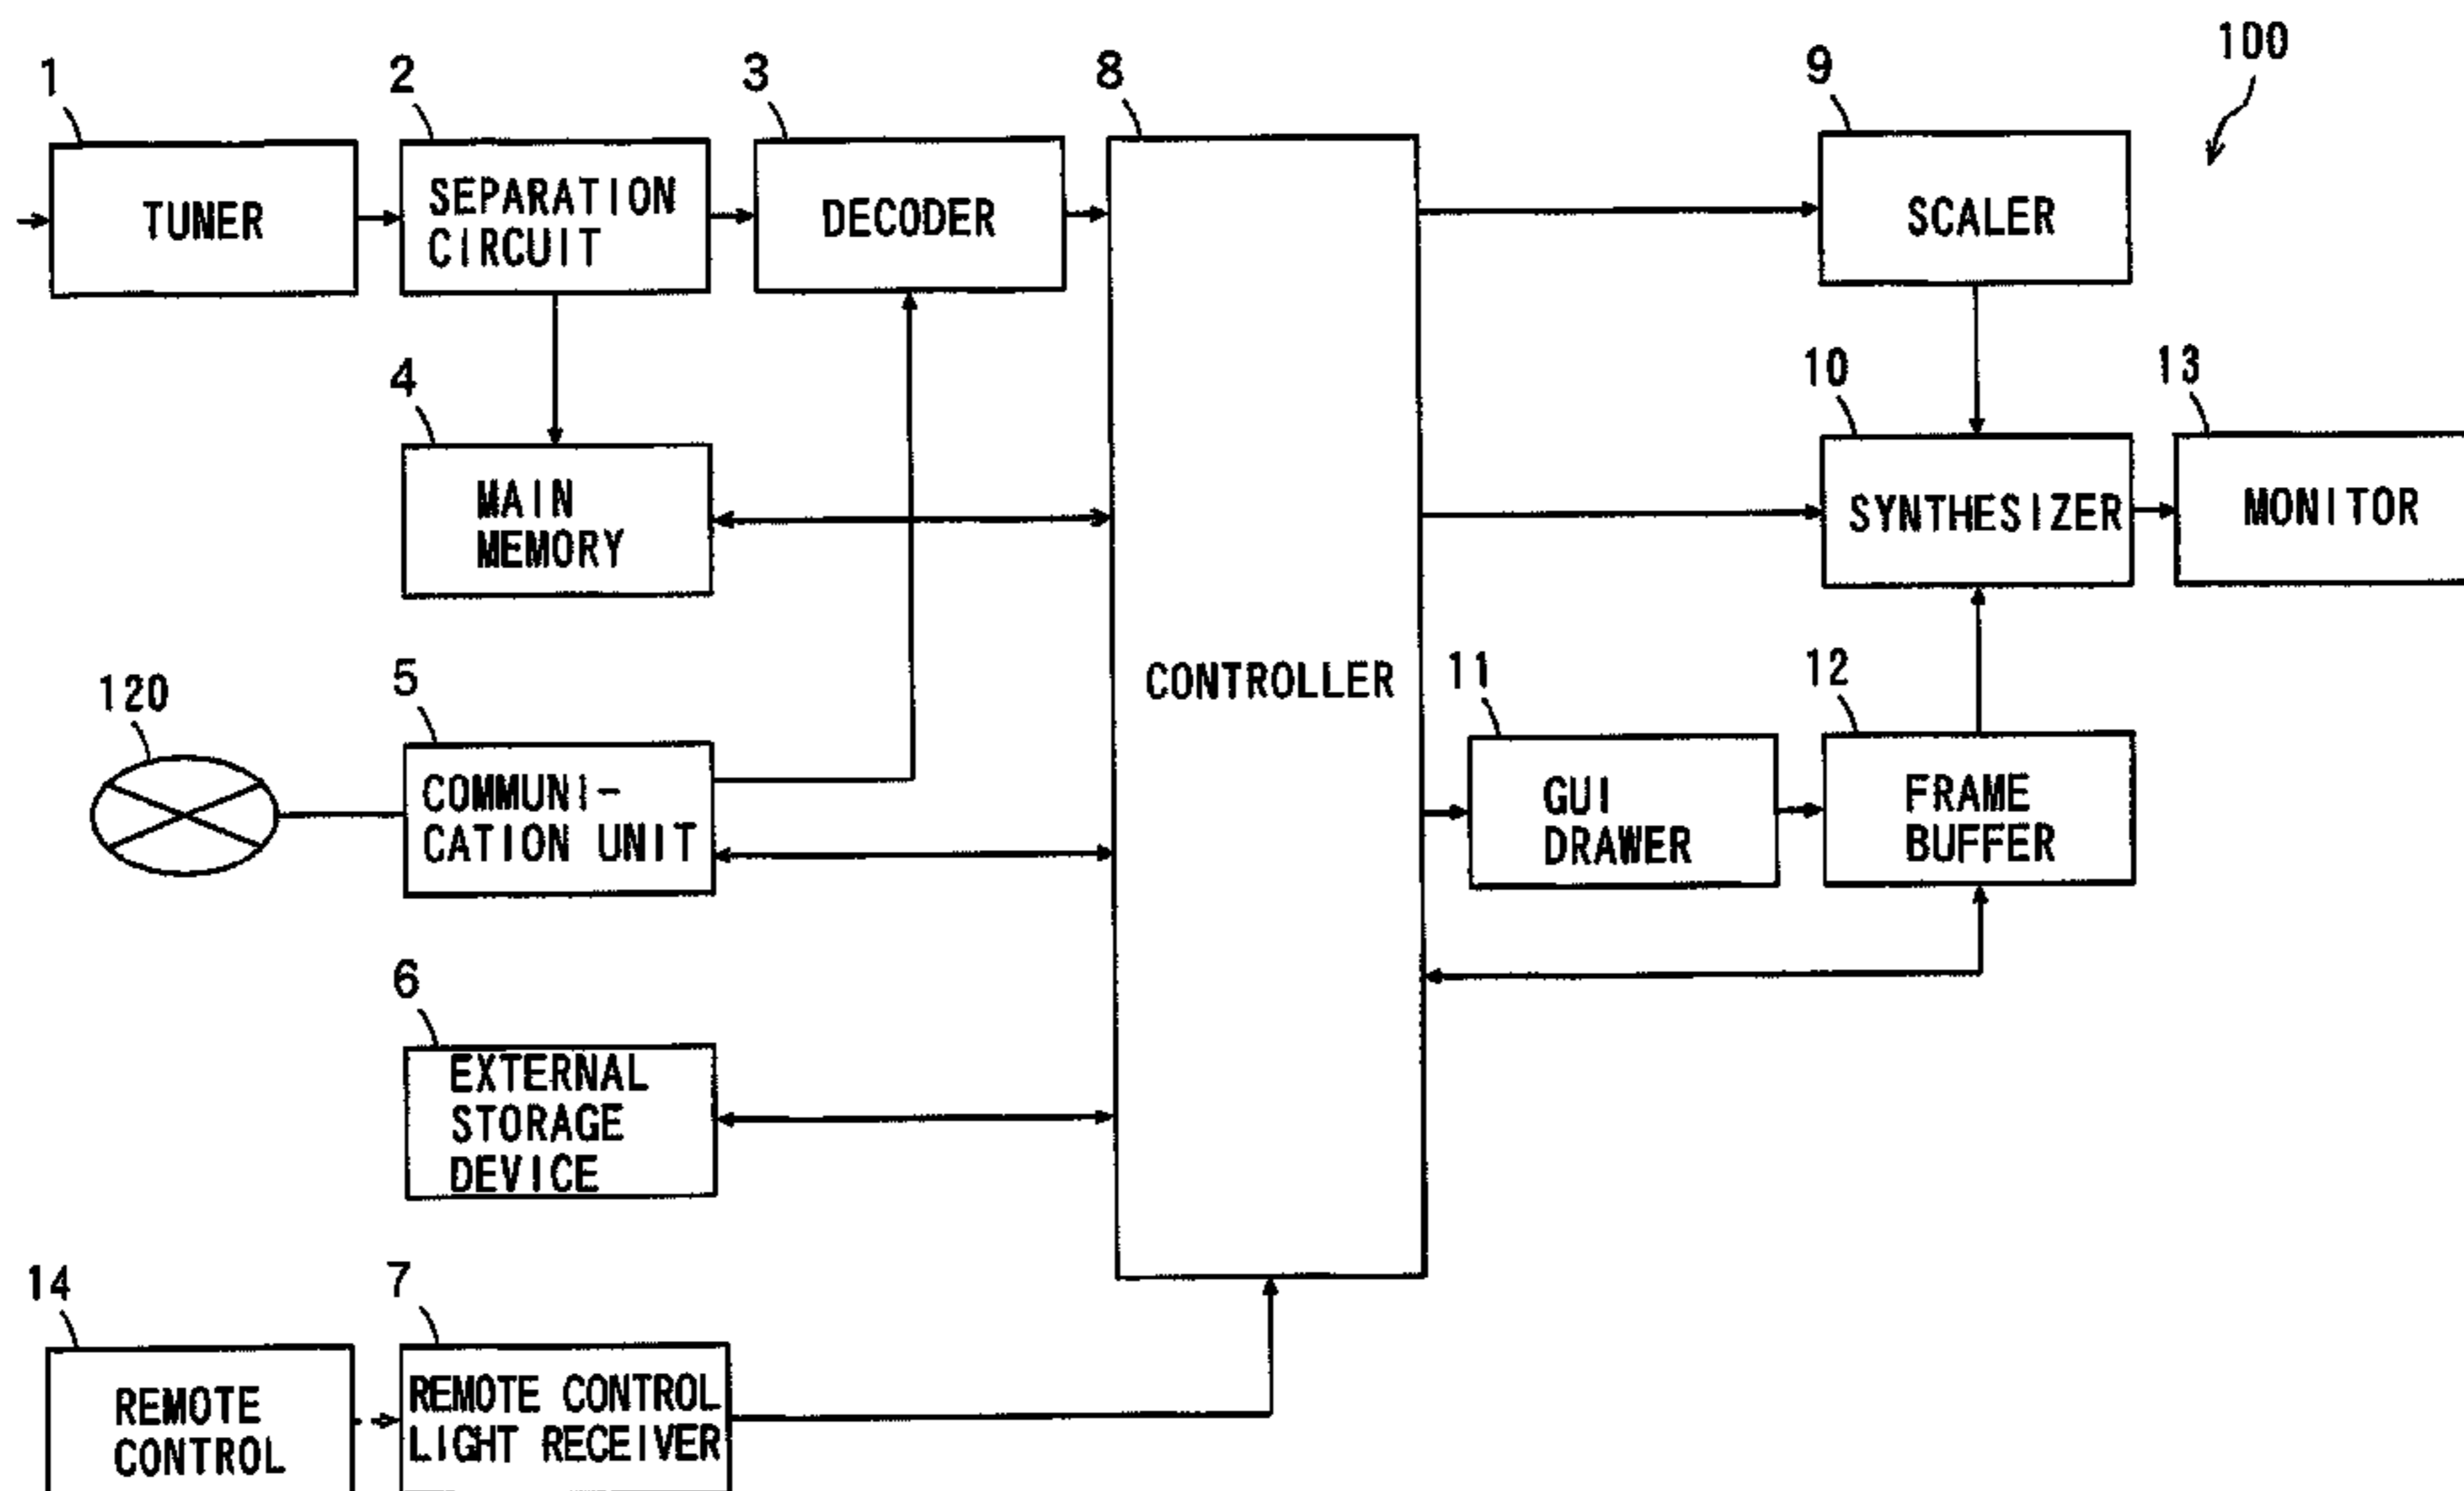 100
1
2
3
8
9
TUNER
SEPARATION
CIRCUIT
DECODER
SCALER
4
10
13
MAIN
MEMORY
SYNTHESIZER
MONITOR
120
5
CONTROLLER
11
12
COMMUNI-
CATION UNIT
GUI
DRAWER
FRAME
BUFFER
6
EXTERNAL
STORAGE
DEVICE
14
7
REMOTE
CONTROL
REMOTE CONTROL
LIGHT RECEIVER